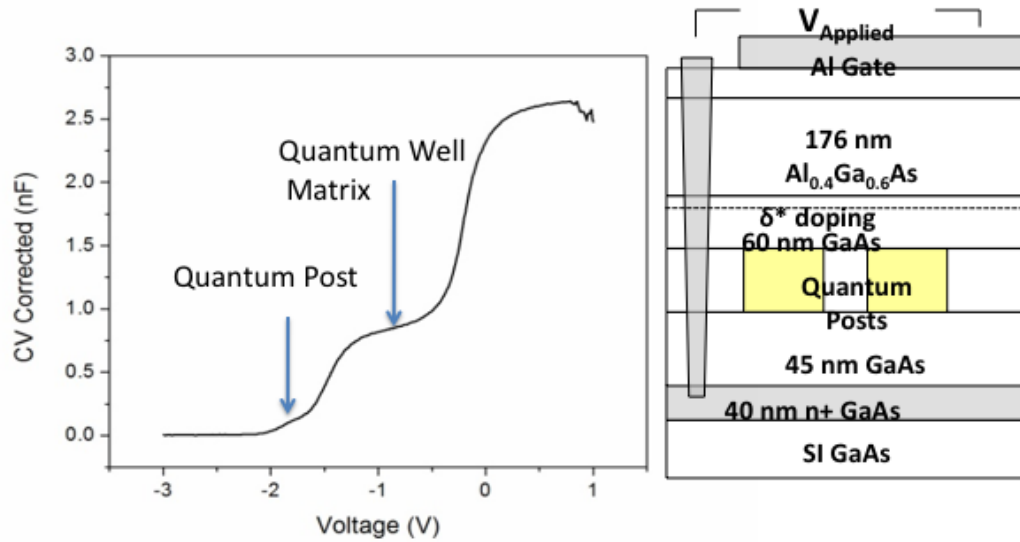 3.0
2.5
2.0
1.5
1.0
0.5
0.0
CV Corrected (nF)
Quantum Well
Matrix
Quantum Post
-3
-2
-1
0
1
Voltage (V)
V_Applied
Al Gate
176 nm
Al₀.₄Ga₀.₆As
δ* doping
60 nm GaAs
Quantum
Posts
45 nm GaAs
40 nm n+ GaAs
SI GaAs